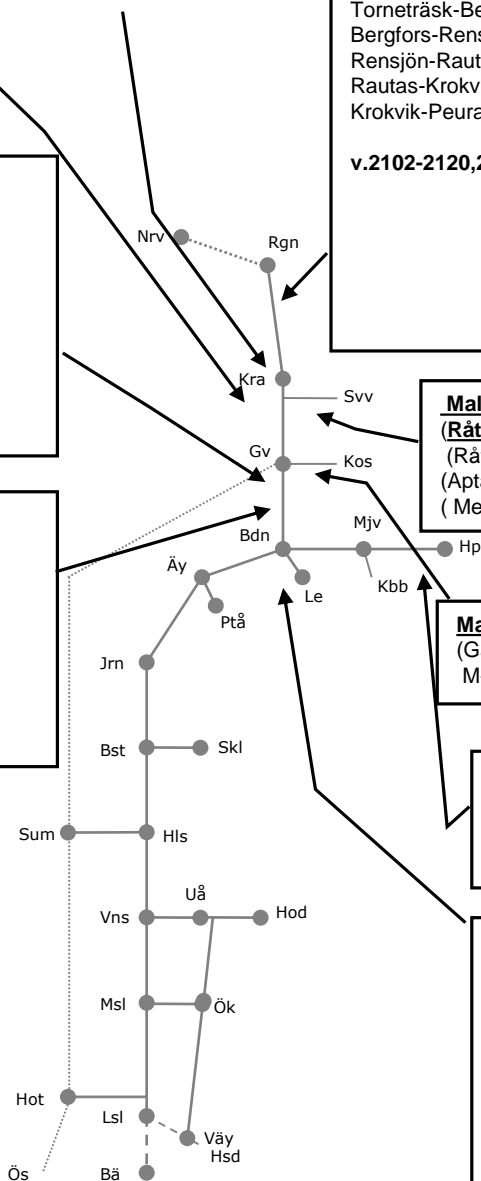 Torneträsk-Be
Bergfors-Rens
Rensjön-Raut
Rautas-Krokv
Krokvik-Peura
v.2102-2120,2
Nrv
Rgn
Kra
Svv
Mal
(Råt
(Rå
(Apt
( Me
Gv
Kos
Bdn
Mjv
Hp
Äy
Le
Kbb
Ptå
Ma
(G
M
Jrn
Bst
Skl
Sum
Hls
Uå
Vns
Hod
Msl
Ök
Hot
Lsl
Väy
Hsd
Ös
Bä